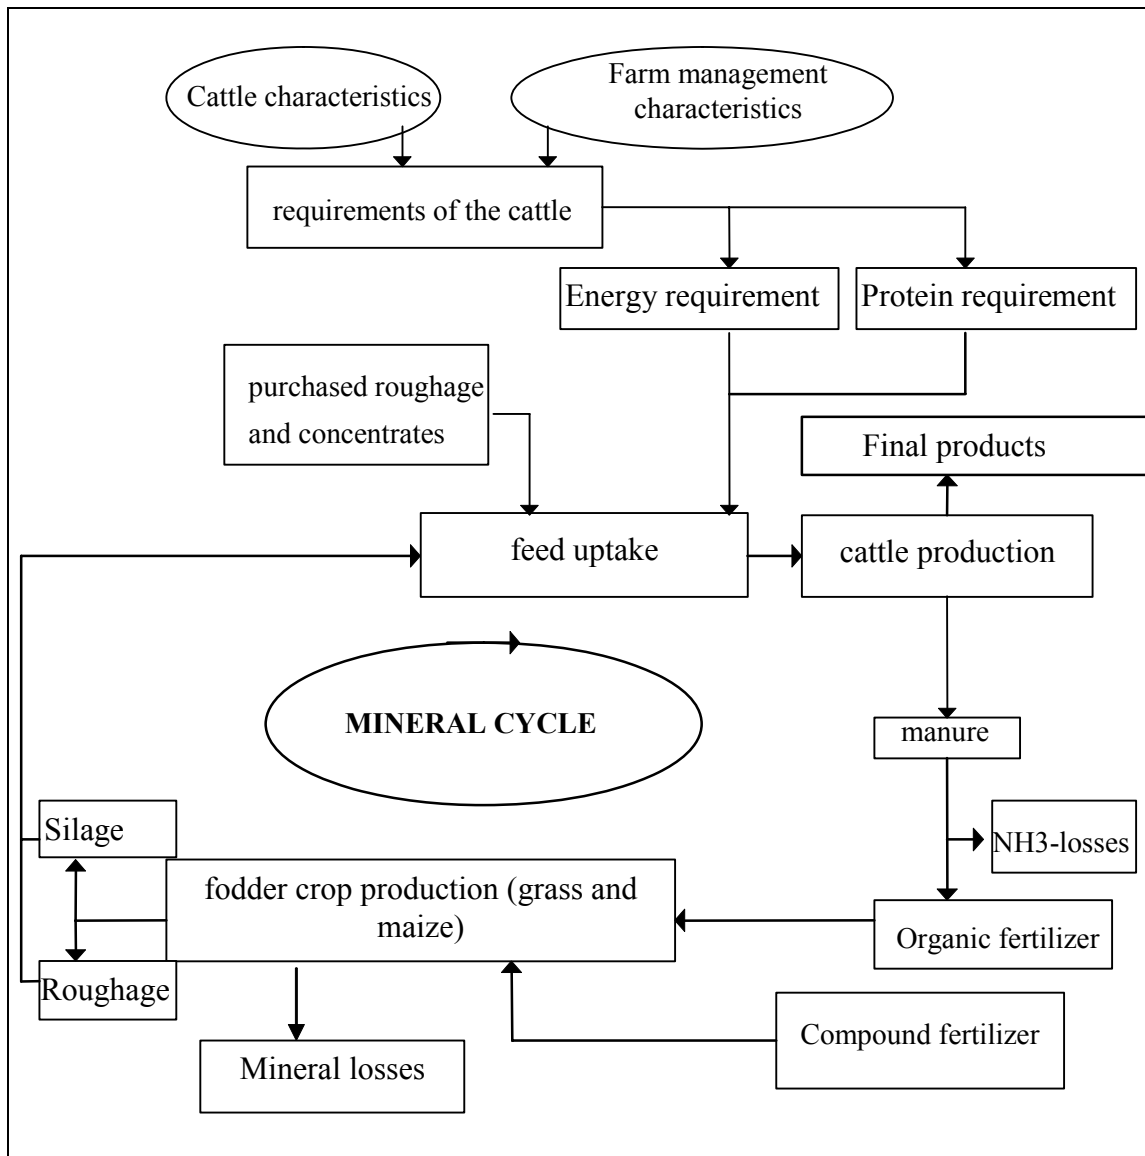 Cattle characteristics
Farm management
characteristics
requirements of the cattle
Energy requirement
Protein requirement
purchased roughage
and concentrates
Final products
feed uptake
cattle production
MINERAL CYCLE
manure
Silage
NH3-losses
fodder crop production (grass and
maize)
Organic fertilizer
Roughage
Compound fertilizer
Mineral losses